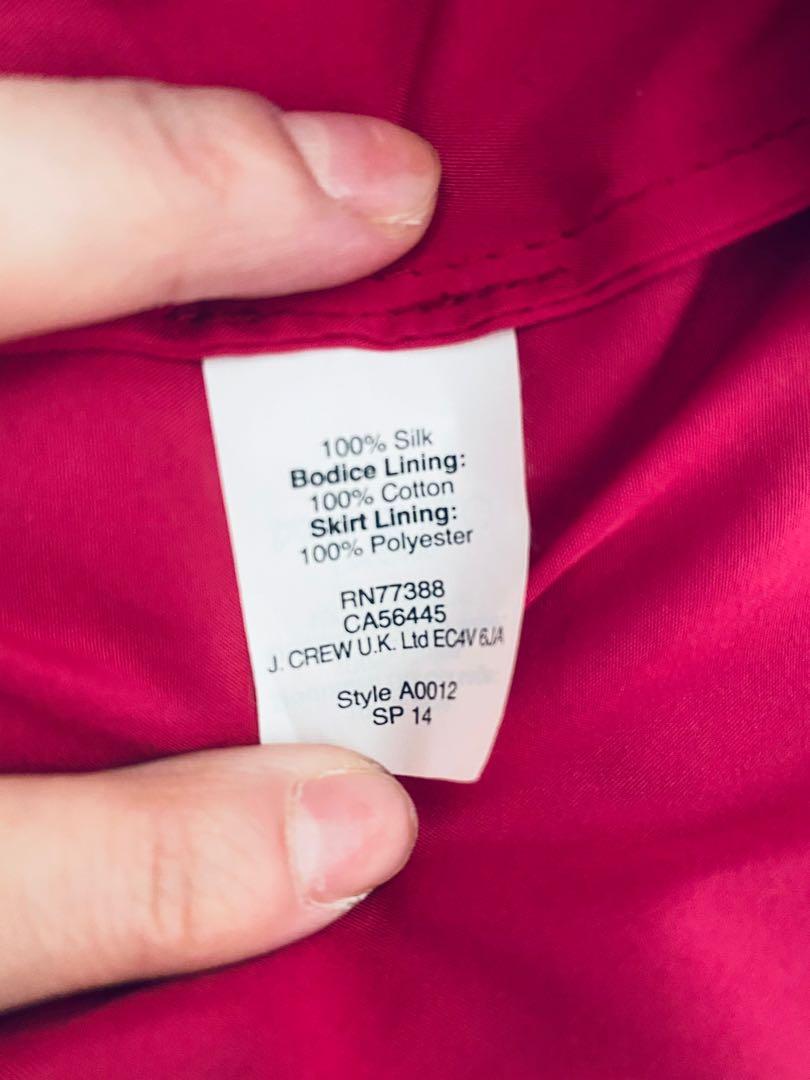 100% Silk
Bodice Lining:
100% Cotton
Skirt Lining:
100% Polyester
RN77388
CA56445
J. CREW U.K. Ltd EC4V 6JA
Style A0012
SP 14